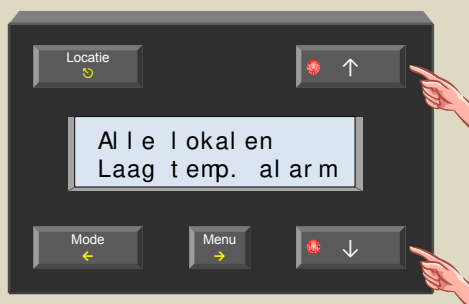 Locatie
↑
Alle lokalen
Laag temp. alarm
Mode
←
Menu
→
↓